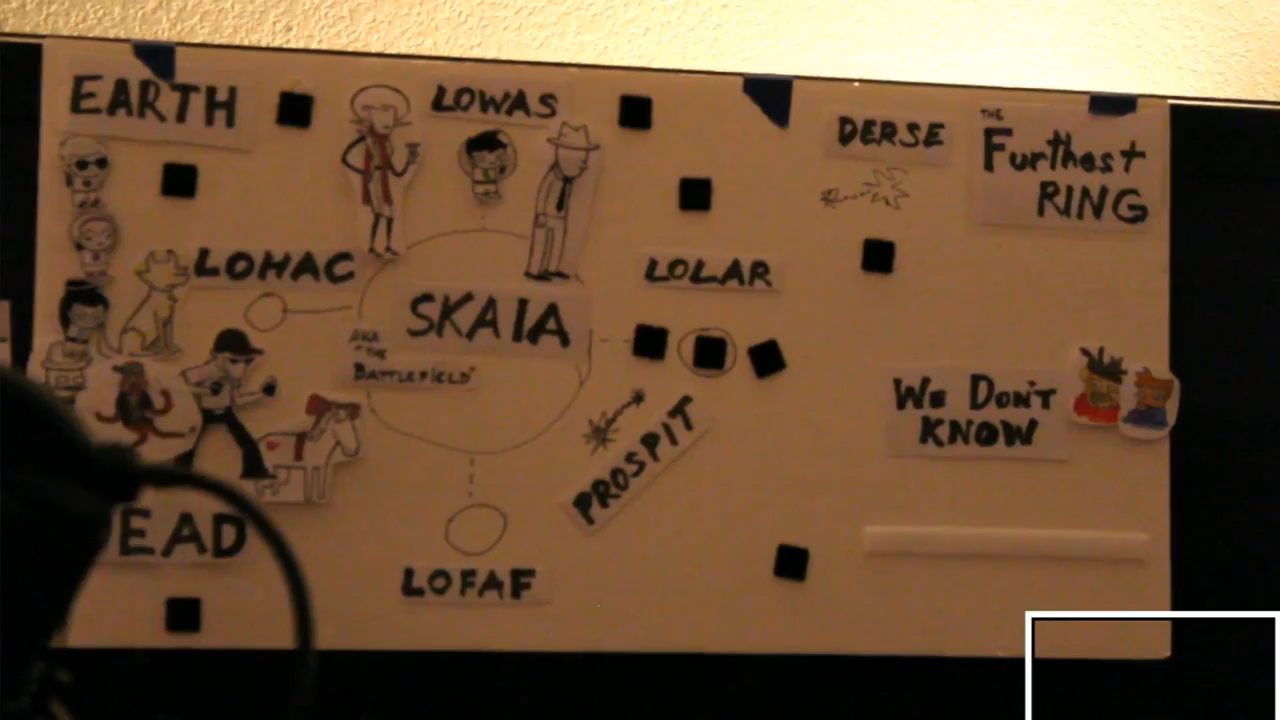 EARTH
LOWAS
DERSE
THE
Furthest
RING
LOHAC
LOLAR
SKAIA
AKA
"THE
BATTLEFIELD"
WE DON'T
KNOW
PROSPIT
EAD
LOFAF